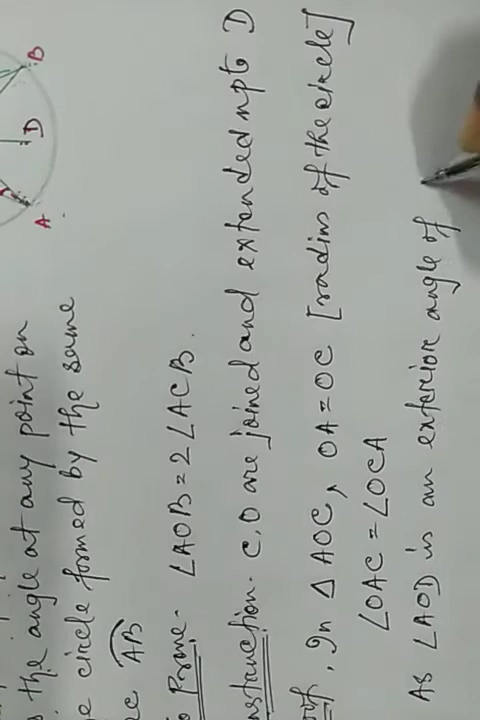 B
D
A
the angle at any point on
circle formed by the same
AB
Prove. ∠AOB = 2∠ACB.
C, O are joined and extended upto D
, In △ AOC, OA = OC [radius of the circle]
∠OAC = ∠OCA
As ∠AOD is an exterior angle of